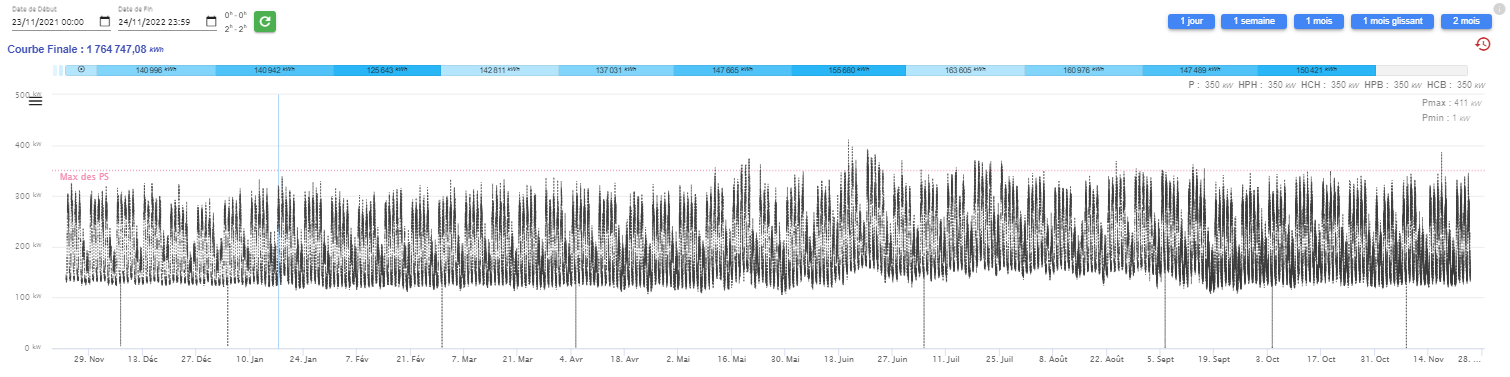 Date de Début
Date de Fin
23/11/2021 00:00
24/11/2022 23:59
0ʰ - 0ʰ
2ʰ - 2ʰ
1 jour
1 semaine
1 mois
1 mois glissant
2 mois
Courbe Finale : 1 764 747,08 kWh
140 996 kWh
140 942 kWh
125 643 kWh
142 811 kWh
137 031 kWh
147 665 kWh
155 680 kWh
163 605 kWh
160 976 kWh
147 489 kWh
150 421 kWh
P : 350 kW HPH : 350 kW HCH : 350 kW HPB : 350 kW HCB : 350 kW
Pmax : 411 kW
Pmin : 1 kW
500 kW
400 kW
300 kW
200 kW
100 kW
0 kW
Max des PS
29. Nov
13. Déc
27. Déc
10. Jan
24. Jan
7. Fév
21. Fév
7. Mar
21. Mar
4. Avr
18. Avr
2. Mai
16. Mai
30. Mai
13. Juin
27. Juin
11. Juil
25. Juil
8. Août
22. Août
5. Sept
19. Sept
3. Oct
17. Oct
31. Oct
14. Nov
28. ...